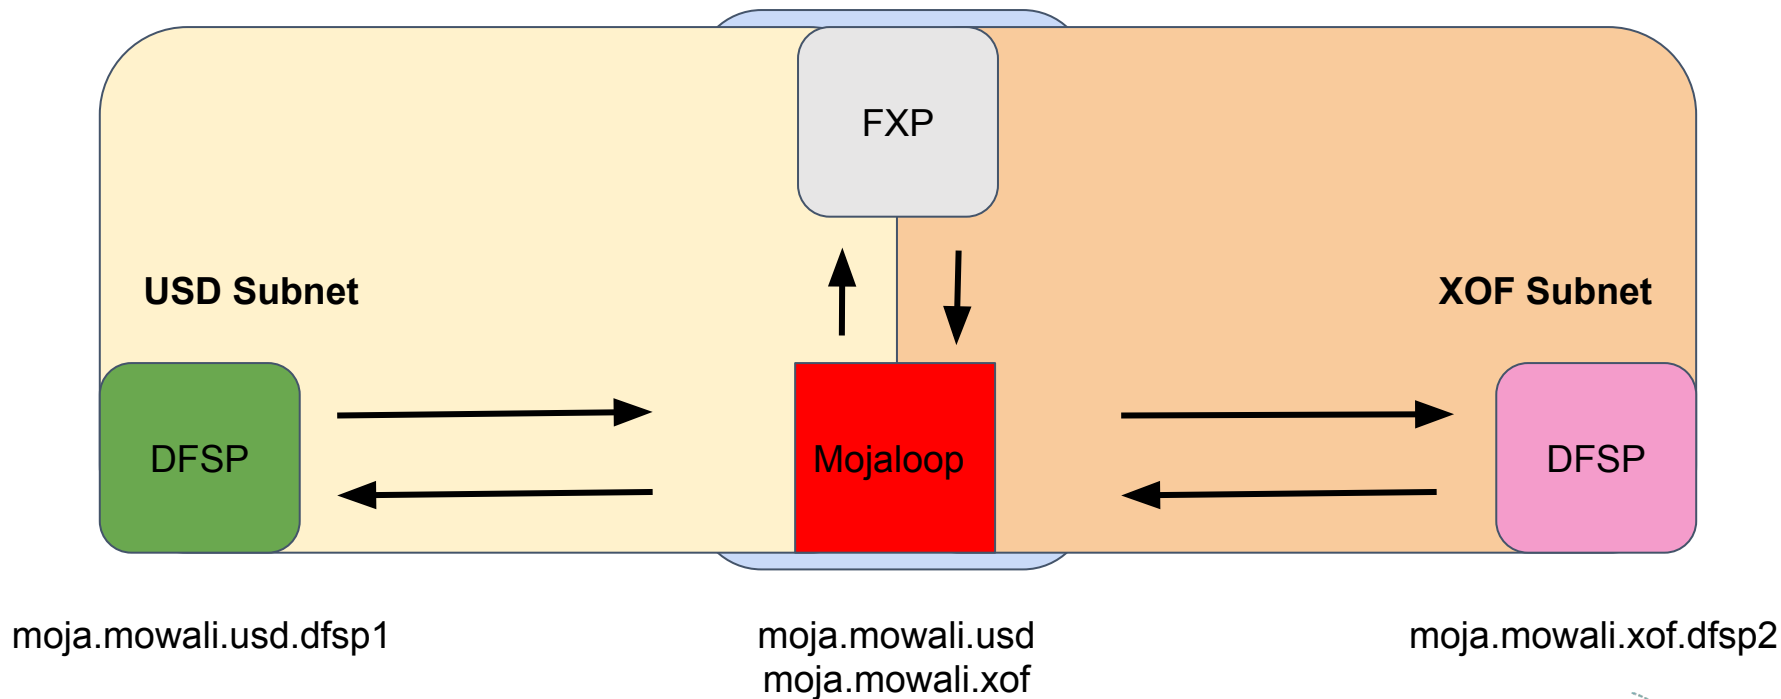 FXP
USD Subnet
XOF Subnet
DFSP
Mojaloop
DFSP
moja.mowali.usd.dfsp1
moja.mowali.usd
moja.mowali.xof
moja.mowali.xof.dfsp2